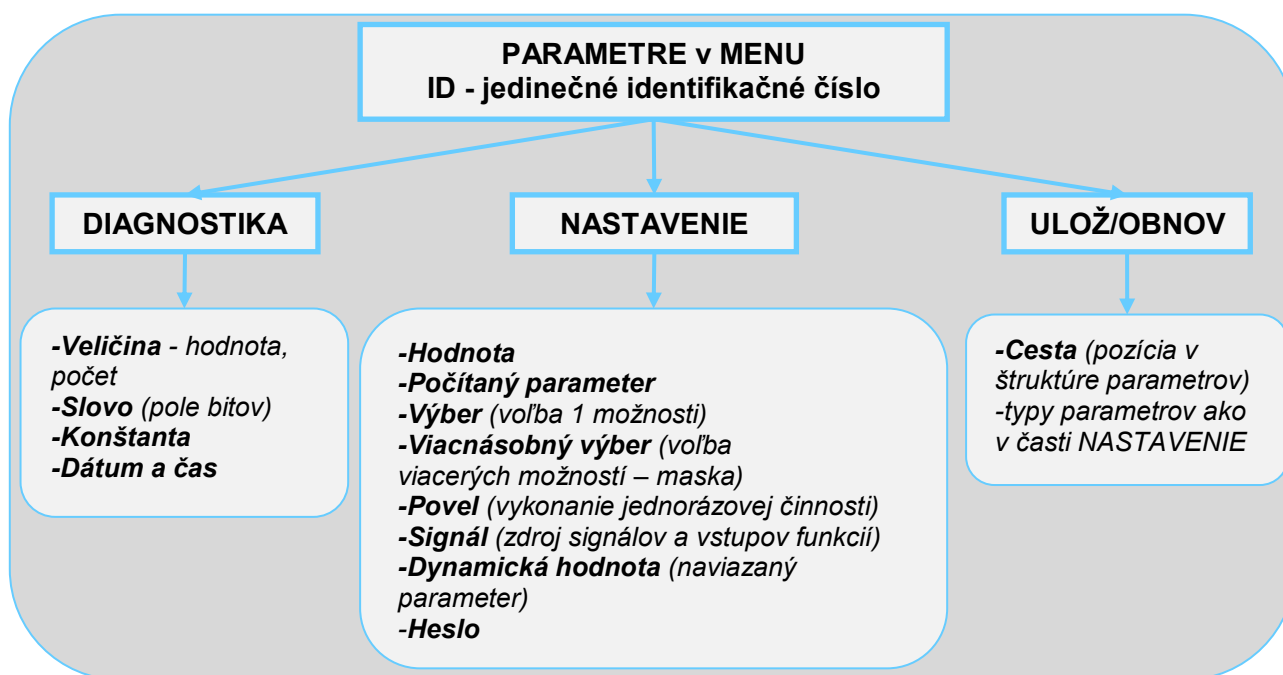 PARAMETRE v MENU
ID - jedinečné identifikačné číslo
DIAGNOSTIKA
NASTAVENIE
ULOŽ/OBNOV
-Veličina - hodnota,
počet
-Slovo (pole bitov)
-Konštanta
-Dátum a čas
-Hodnota
-Počítaný parameter
-Výber (voľba 1 možnosti)
-Viacnásobný výber (voľba
viacerých možností – maska)
-Povel (vykonanie jednorázovej činnosti)
-Signál (zdroj signálov a vstupov funkcií)
-Dynamická hodnota (naviazaný
parameter)
-Heslo
-Cesta (pozícia v
štruktúre parametrov)
-typy parametrov ako
v časti NASTAVENIE